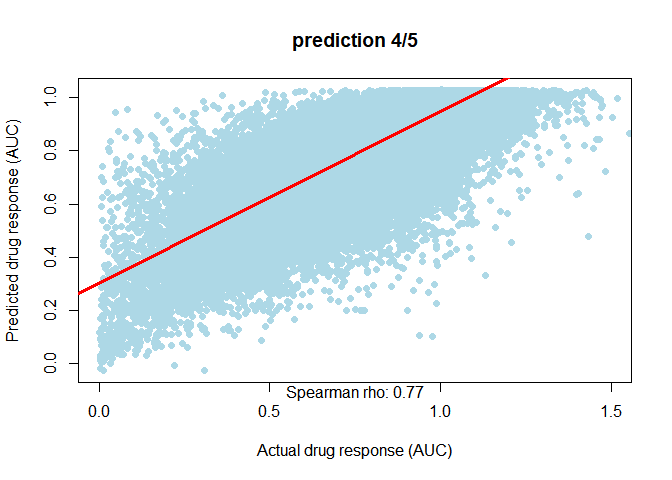 prediction 4/5
Predicted drug response (AUC)
1.0
0.8
0.6
0.4
0.2
0.0
Spearman rho: 0.77
0.0 0.5 1.0 1.5
Actual drug response (AUC)